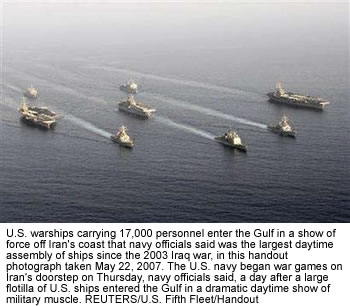 U.S. warships carrying 17,000 personnel enter the Gulf in a show of
force off Iran's coast that navy officials said was the largest daytime
assembly of ships since the 2003 Iraq war, in this handout
photograph taken May 22, 2007. The U.S. navy began war games on
Iran's doorstep on Thursday, navy officials said, a day after a large
flotilla of U.S. ships entered the Gulf in a dramatic daytime show of
military muscle. REUTERS/U.S. Fifth Fleet/Handout